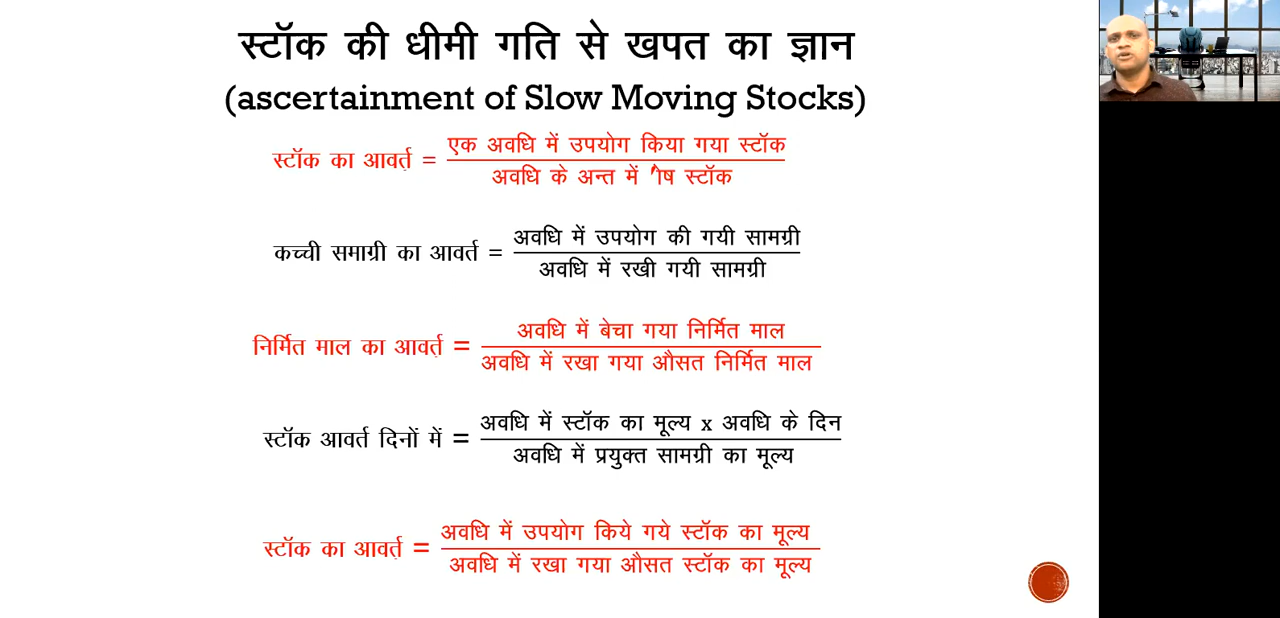 स्टॉक की धीमी गति से खपत का ज्ञान
(ascertainment of Slow Moving Stocks)
स्टॉक का आवर्त = एक अवधि में उपयोग किया गया स्टॉक
अवधि के अन्त में ोष स्टॉक
कच्ची समाग्री का आवर्त = अवधि में उपयोग की गयी सामग्री
अवधि में रखी गयी सामग्री
निर्मित माल का आवर्त = अवधि में बेचा गया निर्मित माल
अवधि में रखा गया औसत निर्मित माल
स्टॉक आवर्त दिनों में = अवधि में स्टॉक का मूल्य x अवधि के दिन
अवधि में प्रयुक्त सामग्री का मूल्य
स्टॉक का आवर्त = अवधि में उपयोग किये गये स्टॉक का मूल्य
अवधि में रखा गया औसत स्टॉक का मूल्य